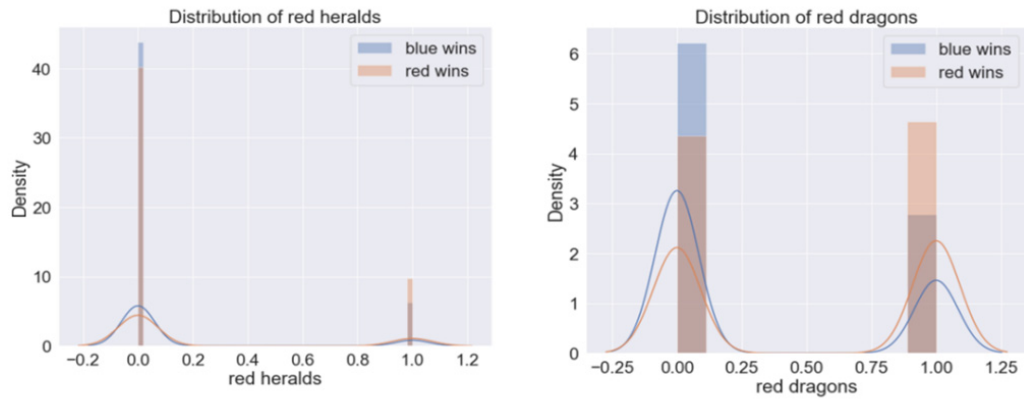 Distribution of red heralds
blue wins
red wins
40
30
20
10
0
Density
−0.2 0.0 0.2 0.4 0.6 0.8 1.0 1.2
red heralds
Distribution of red dragons
blue wins
red wins
6
5
4
3
2
1
0
Density
−0.25 0.00 0.25 0.50 0.75 1.00 1.25
red dragons